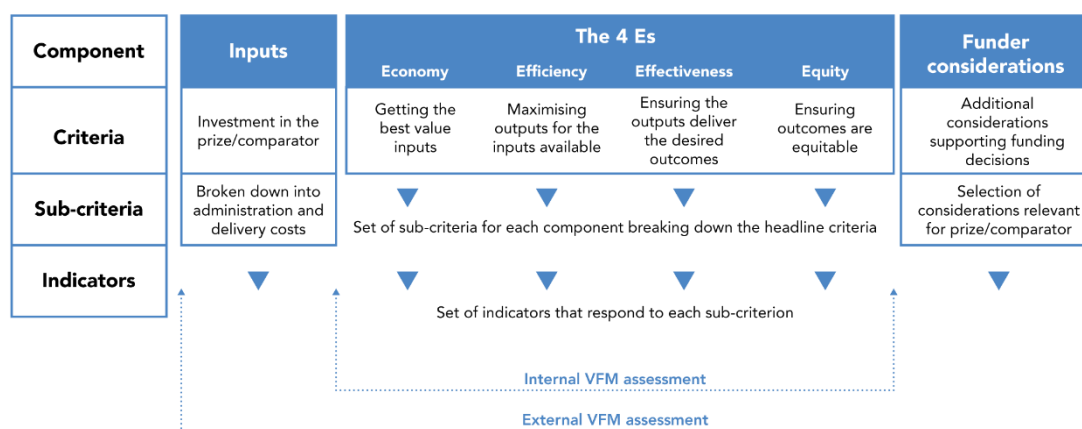 Component
Inputs
The 4 Es
Economy
Efficiency
Effectiveness
Equity
Funder
considerations
Criteria
Investment in the
prize/comparator
Getting the
best value
inputs
Maximising
outputs for the
inputs available
Ensuring the
outputs deliver
the desired
outcomes
Ensuring
outcomes are
equitable
Additional
considerations
supporting funding
decisions
Sub-criteria
Broken down into
administration and
delivery costs
Set of sub-criteria for each component breaking down the headline criteria
Selection of
considerations relevant
for prize/comparator
Indicators
Set of indicators that respond to each sub-criterion
Internal VFM assessment
External VFM assessment